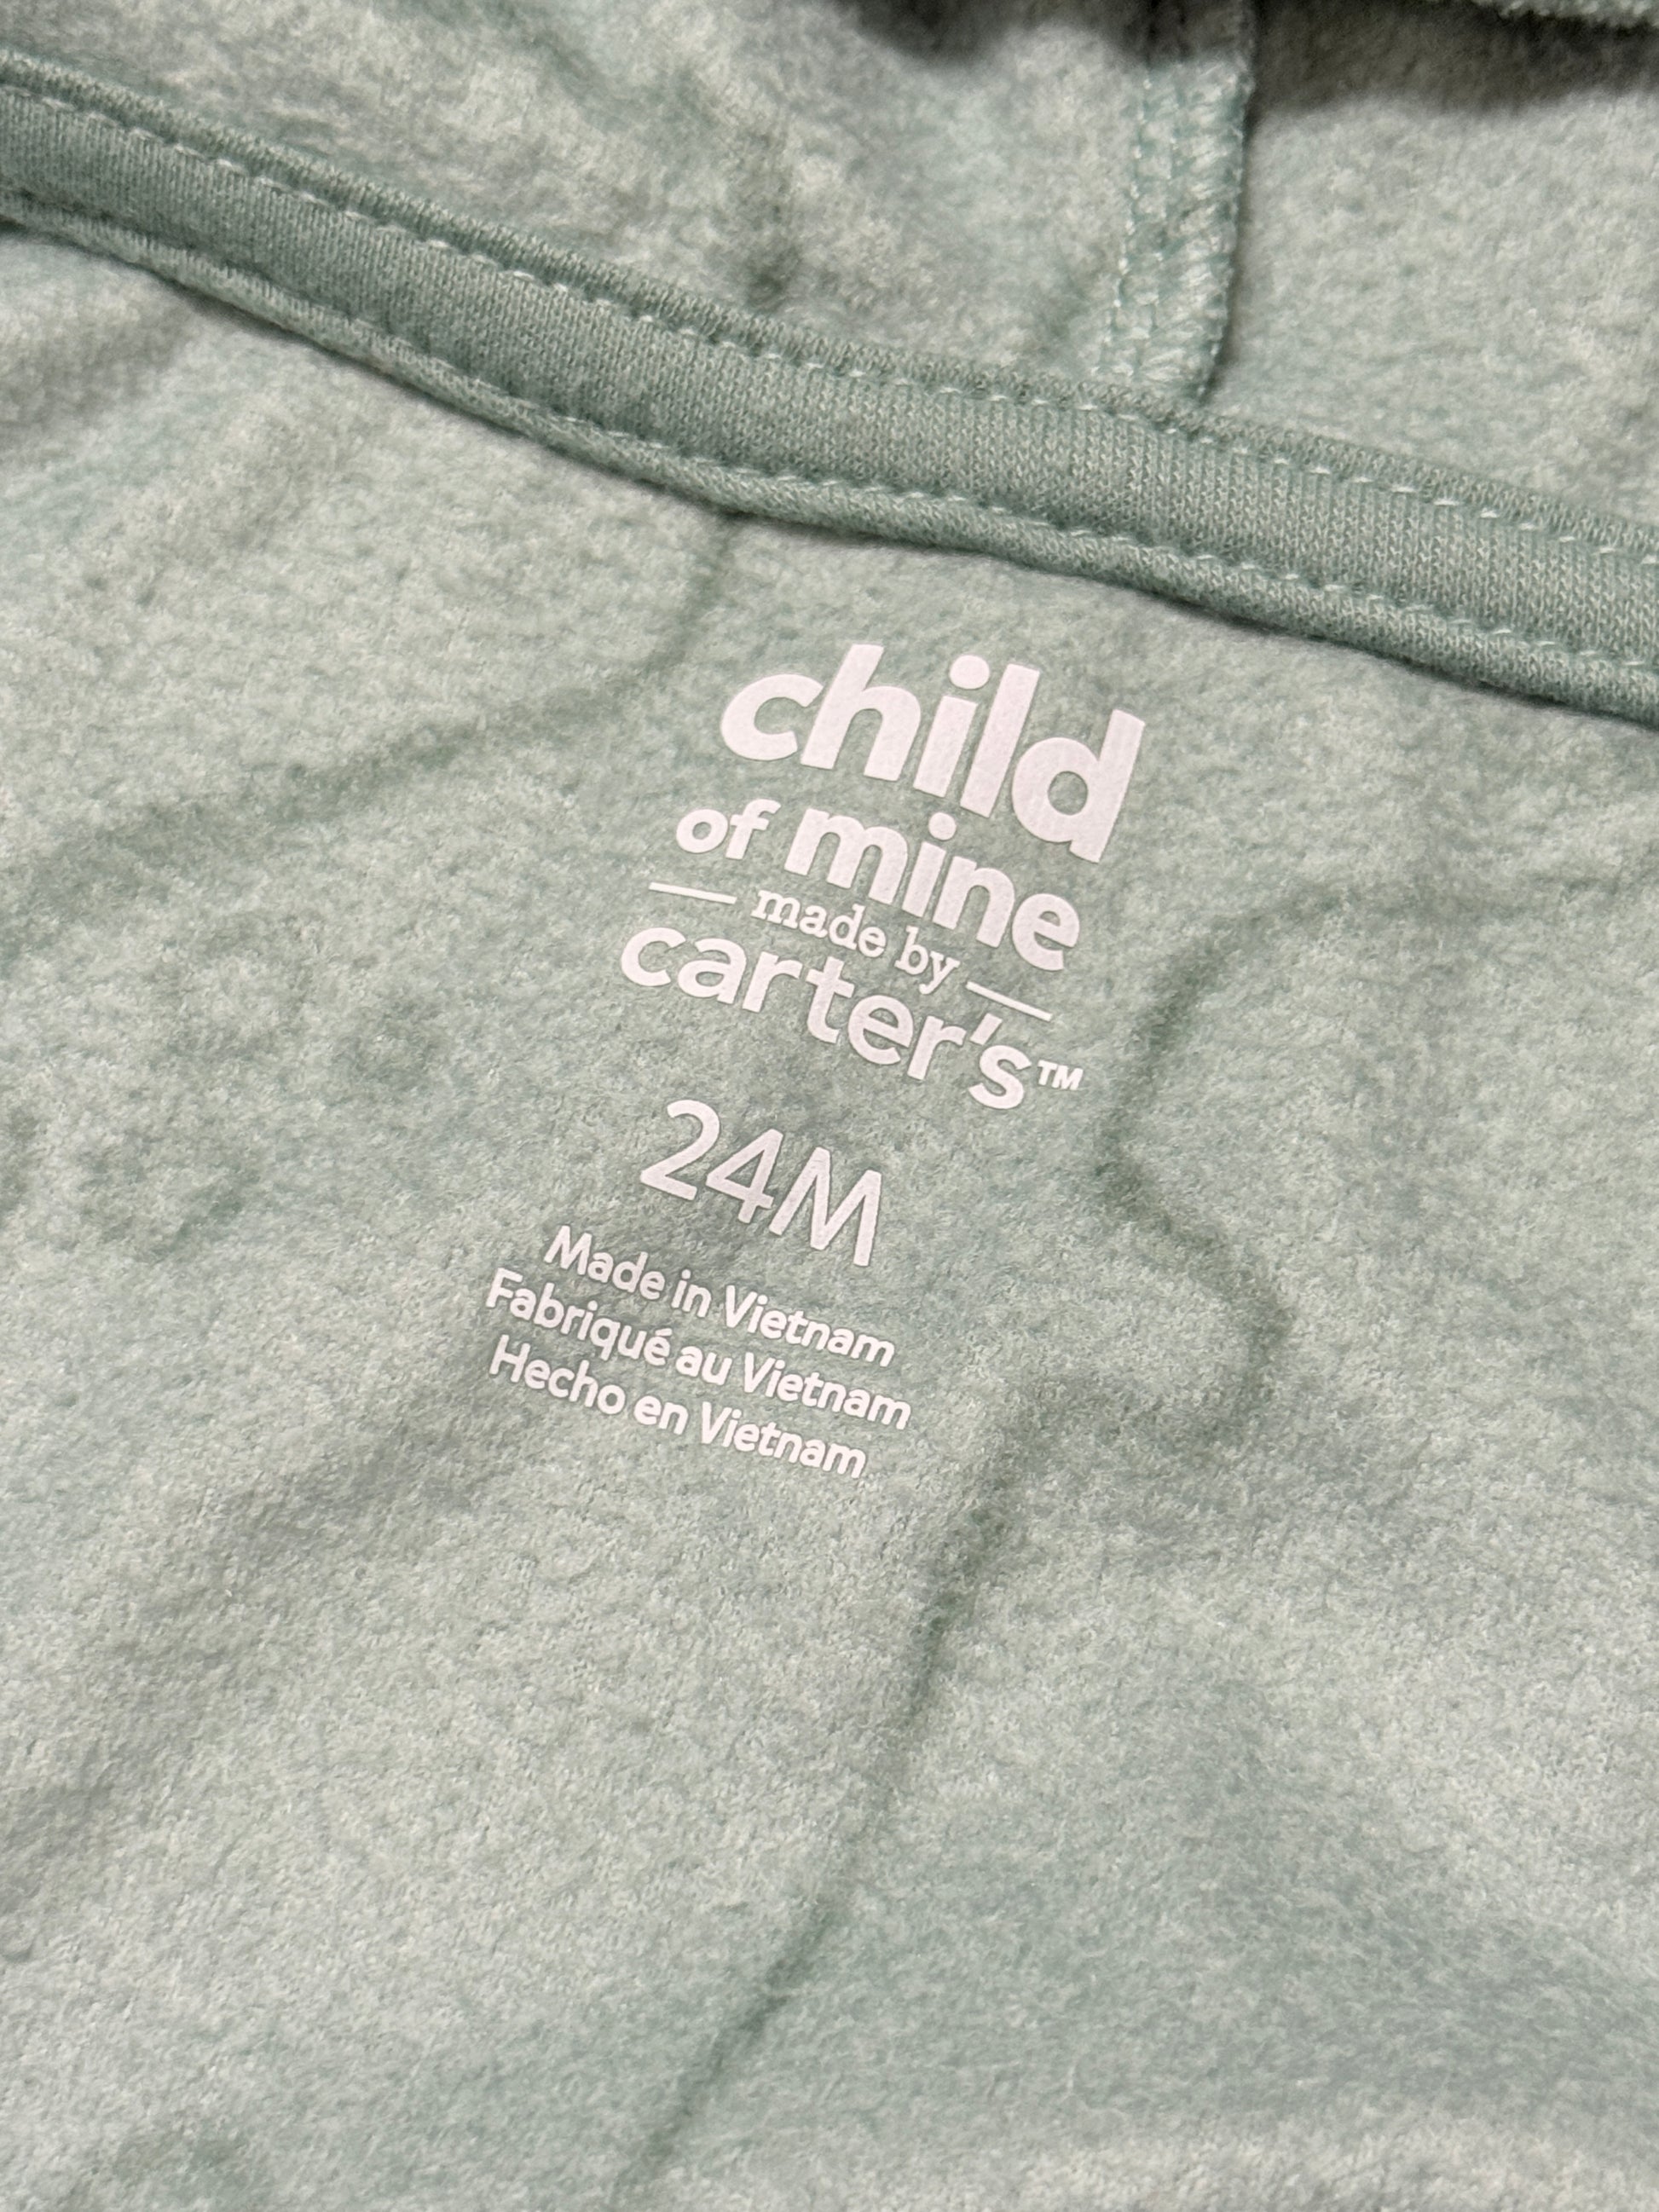 child
of mine
made by
carter's™
24M
Made in Vietnam
Fabriqué au Vietnam
Hecho en Vietnam